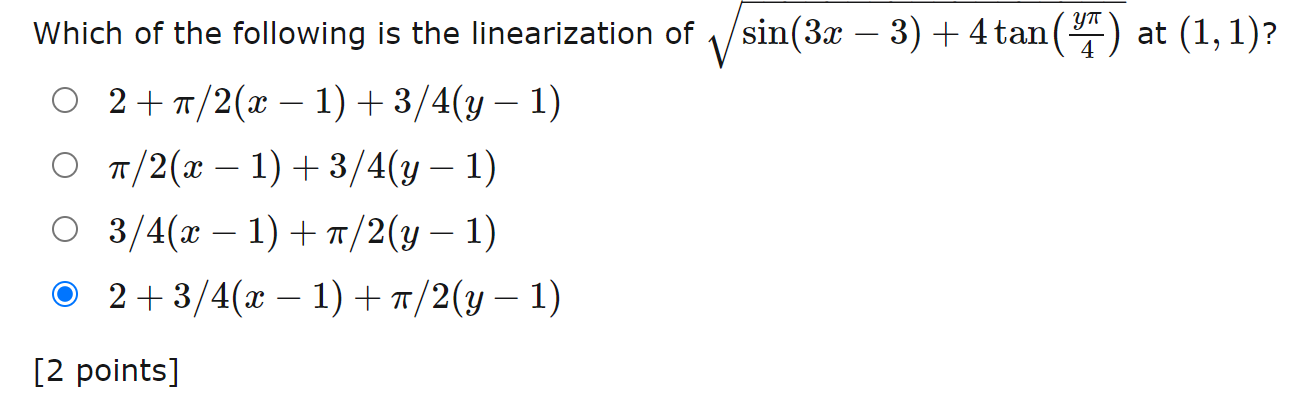 Which of the following is the linearization of √(sin(3x − 3) + 4 tan(yπ/4)) at (1, 1)?
2 + π/2(x − 1) + 3/4(y − 1)
π/2(x − 1) + 3/4(y − 1)
3/4(x − 1) + π/2(y − 1)
2 + 3/4(x − 1) + π/2(y − 1)
[2 points]